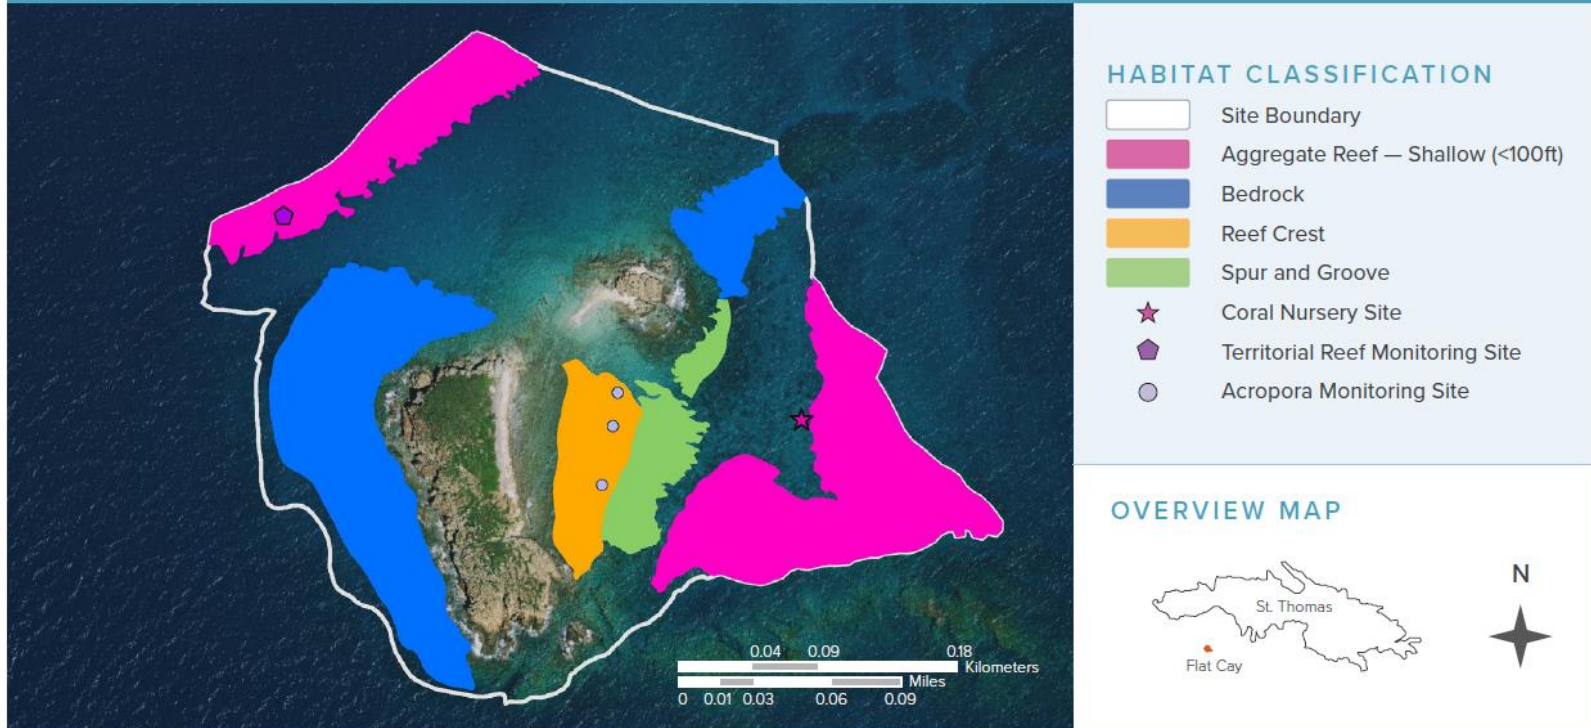 HABITAT CLASSIFICATION
Site Boundary
Aggregate Reef — Shallow (<100ft)
Bedrock
Reef Crest
Spur and Groove
Coral Nursery Site
Territorial Reef Monitoring Site
Acropora Monitoring Site
OVERVIEW MAP
N
St. Thomas
Flat Cay
0.04 0.09 0.18
Kilometers
Miles
0 0.01 0.03 0.06 0.09